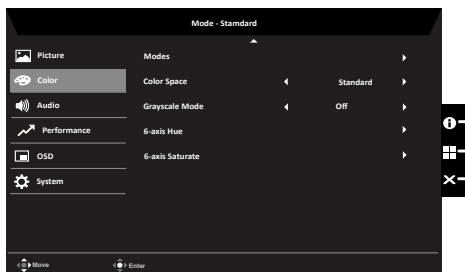 Mode - Stamdard
Picture
Color
Audio
Performance
OSD
System
Modes
Color Space Standard
Grayscale Mode Off
6-axis Hue
6-axis Saturate
Move Enter